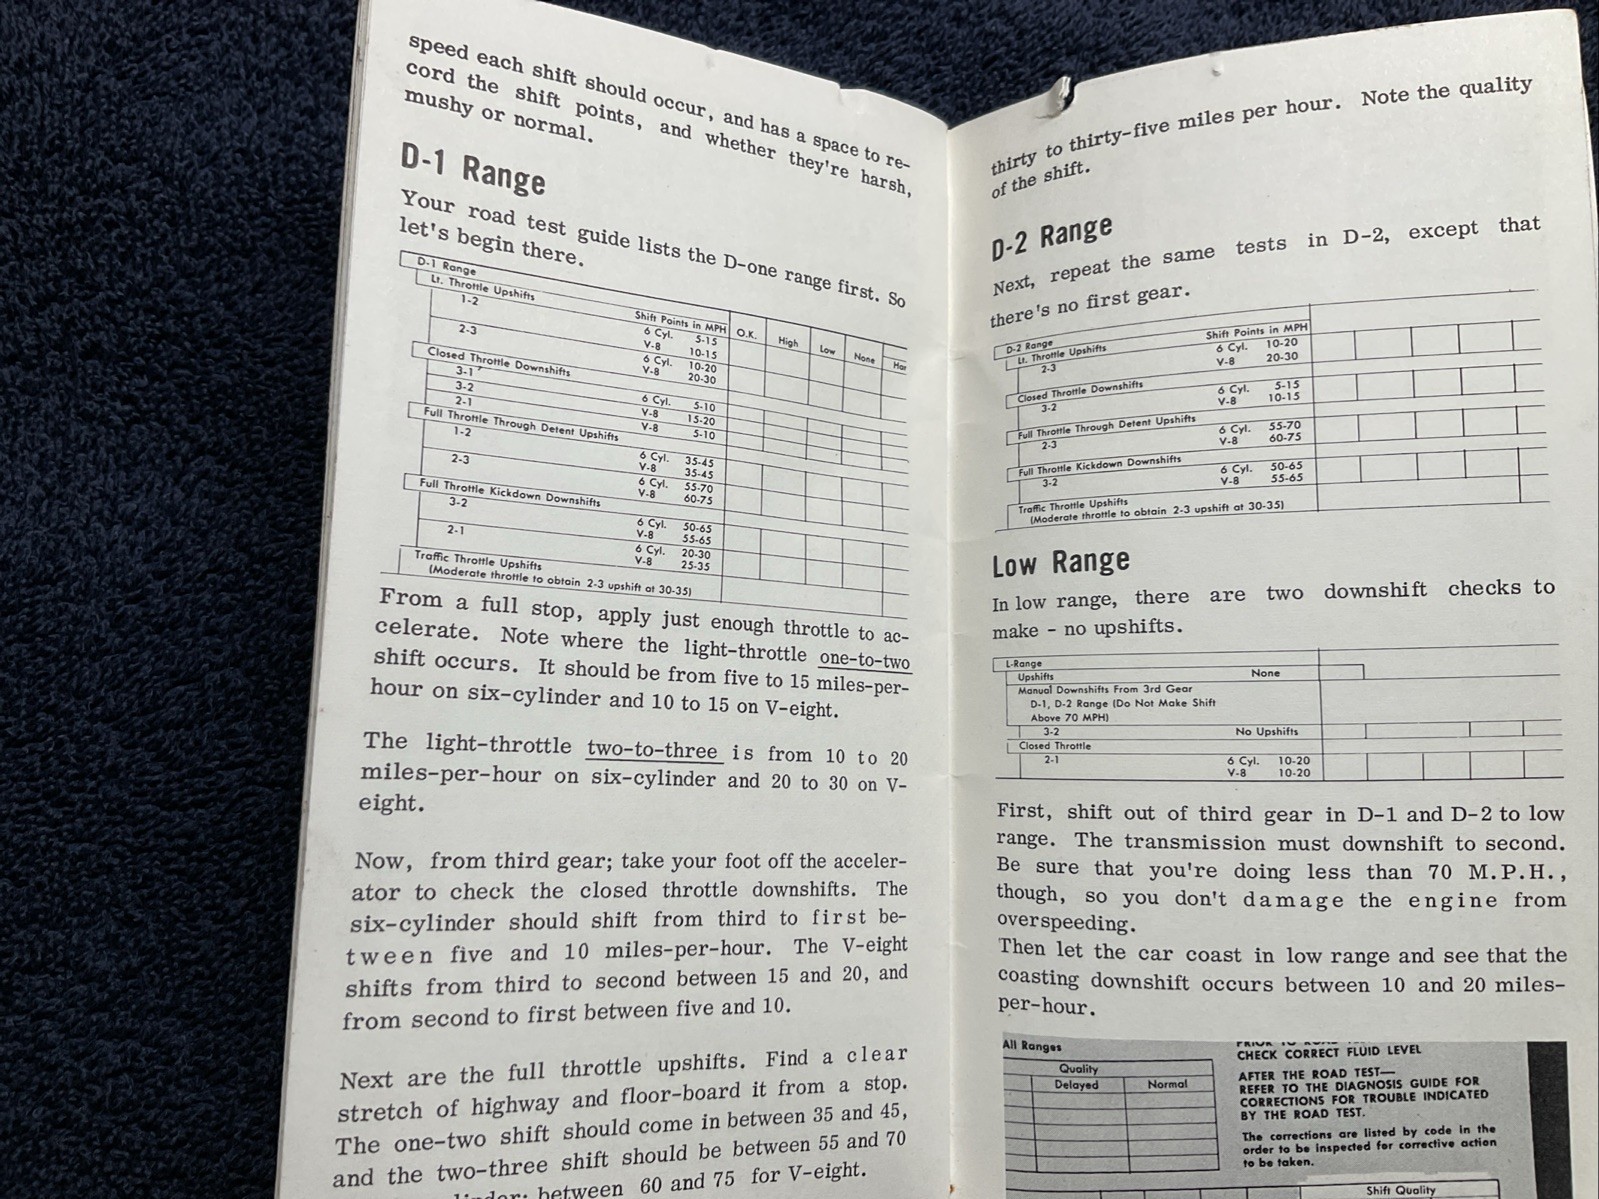 speed each shift should occur, and has a space to re-
cord the shift points, and whether they're harsh,
mushy or normal.
D-1 Range
Your road test guide lists the D-one range first. So
let's begin there.
D-1 Range
Lt. Throttle Upshifts Shift Points in MPH O.K. High Low None Har
1-2 6 Cyl. 5-15
V-8 10-15
2-3 6 Cyl. 10-20
V-8 20-30
Closed Throttle Downshifts
3-1 6 Cyl. 5-10
3-2 V-8 15-20
2-1 V-8 5-10
Full Throttle Through Detent Upshifts
1-2 6 Cyl. 35-45
V-8 35-45
2-3 6 Cyl. 55-70
V-8 60-75
Full Throttle Kickdown Downshifts
3-2 6 Cyl. 50-65
V-8 55-65
2-1 6 Cyl. 20-30
V-8 25-35
Traffic Throttle Upshifts
(Moderate throttle to obtain 2-3 upshift at 30-35)
From a full stop, apply just enough throttle to ac-
celerate. Note where the light-throttle one-to-two
shift occurs. It should be from five to 15 miles-per-
hour on six-cylinder and 10 to 15 on V-eight.
The light-throttle two-to-three is from 10 to 20
miles-per-hour on six-cylinder and 20 to 30 on V-
eight.
Now, from third gear; take your foot off the acceler-
ator to check the closed throttle downshifts. The
six-cylinder should shift from third to first be-
tween five and 10 miles-per-hour. The V-eight
shifts from third to second between 15 and 20, and
from second to first between five and 10.
Next are the full throttle upshifts. Find a clear
stretch of highway and floor-board it from a stop.
The one-two shift should come in between 35 and 45,
and the two-three shift should be between 55 and 70
between 60 and 75 for V-eight.
thirty to thirty-five miles per hour. Note the quality
of the shift.
D-2 Range
Next, repeat the same tests in D-2, except that
there's no first gear.
D-2 Range Shift Points in MPH
Lt. Throttle Upshifts 6 Cyl. 10-20
2-3 V-8 20-30
Closed Throttle Downshifts 6 Cyl. 5-15
3-2 V-8 10-15
Full Throttle Through Detent Upshifts 6 Cyl. 55-70
2-3 V-8 60-75
Full Throttle Kickdown Downshifts 6 Cyl. 50-65
3-2 V-8 55-65
Traffic Throttle Upshifts
(Moderate throttle to obtain 2-3 upshift at 30-35)
Low Range
In low range, there are two downshift checks to
make - no upshifts.
L-Range
Upshifts None
Manual Downshifts From 3rd Gear
D-1, D-2 Range (Do Not Make Shift
Above 70 MPH)
3-2 No Upshifts
Closed Throttle
2-1 6 Cyl. 10-20
V-8 10-20
First, shift out of third gear in D-1 and D-2 to low
range. The transmission must downshift to second.
Be sure that you're doing less than 70 M.P.H.,
though, so you don't damage the engine from
overspeeding.
Then let the car coast in low range and see that the
coasting downshift occurs between 10 and 20 miles-
per-hour.
All Ranges
Quality
Delayed Normal
CHECK CORRECT FLUID LEVEL
AFTER THE ROAD TEST—
REFER TO THE DIAGNOSIS GUIDE FOR
CORRECTIONS FOR TROUBLE INDICATED
BY THE ROAD TEST.
The corrections are listed by code in the
order to be inspected for corrective action
to be taken.
Shift Quality